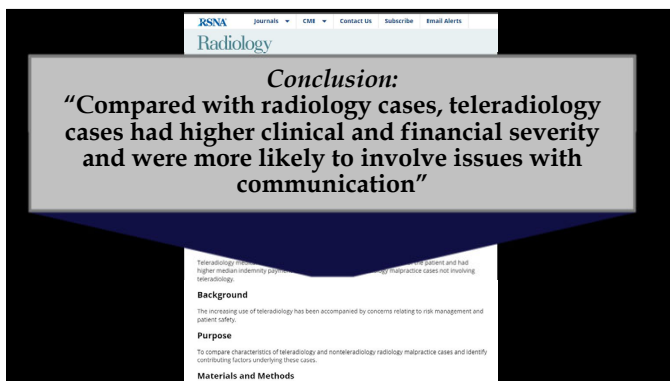 RSNA Journals CME Contact Us Subscribe Email Alerts
Radiology
Conclusion:
“Compared with radiology cases, teleradiology
cases had higher clinical and financial severity
and were more likely to involve issues with
communication”
Teleradiology the patient and had
higher median indemnity malpractice cases not involving
teleradiology.
Background
The increasing use of teleradiology has been accompanied by concerns relating to risk management and
patient safety.
Purpose
To compare characteristics of teleradiology and nonteleradiology radiology malpractice cases and identify
contributing factors underlying these cases.
Materials and Methods